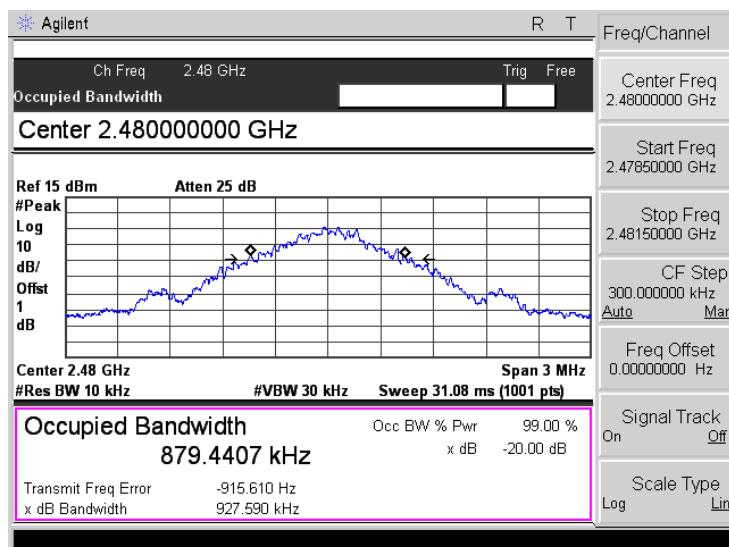 Agilent R T
Ch Freq 2.48 GHz Trig Free
Occupied Bandwidth
Center 2.480000000 GHz
Ref 15 dBm Atten 25 dB
#Peak
Log
10
dB/
Offst
1
dB
Center 2.48 GHz Span 3 MHz
#Res BW 10 kHz #VBW 30 kHz Sweep 31.08 ms (1001 pts)
Occupied Bandwidth Occ BW % Pwr 99.00 %
879.4407 kHz x dB -20.00 dB
Transmit Freq Error -915.610 Hz
x dB Bandwidth 927.590 kHz
Freq/Channel
Center Freq
2.48000000 GHz
Start Freq
2.47850000 GHz
Stop Freq
2.48150000 GHz
CF Step
300.000000 kHz
Auto Man
Freq Offset
0.00000000 Hz
Signal Track
On Off
Scale Type
Log Lin